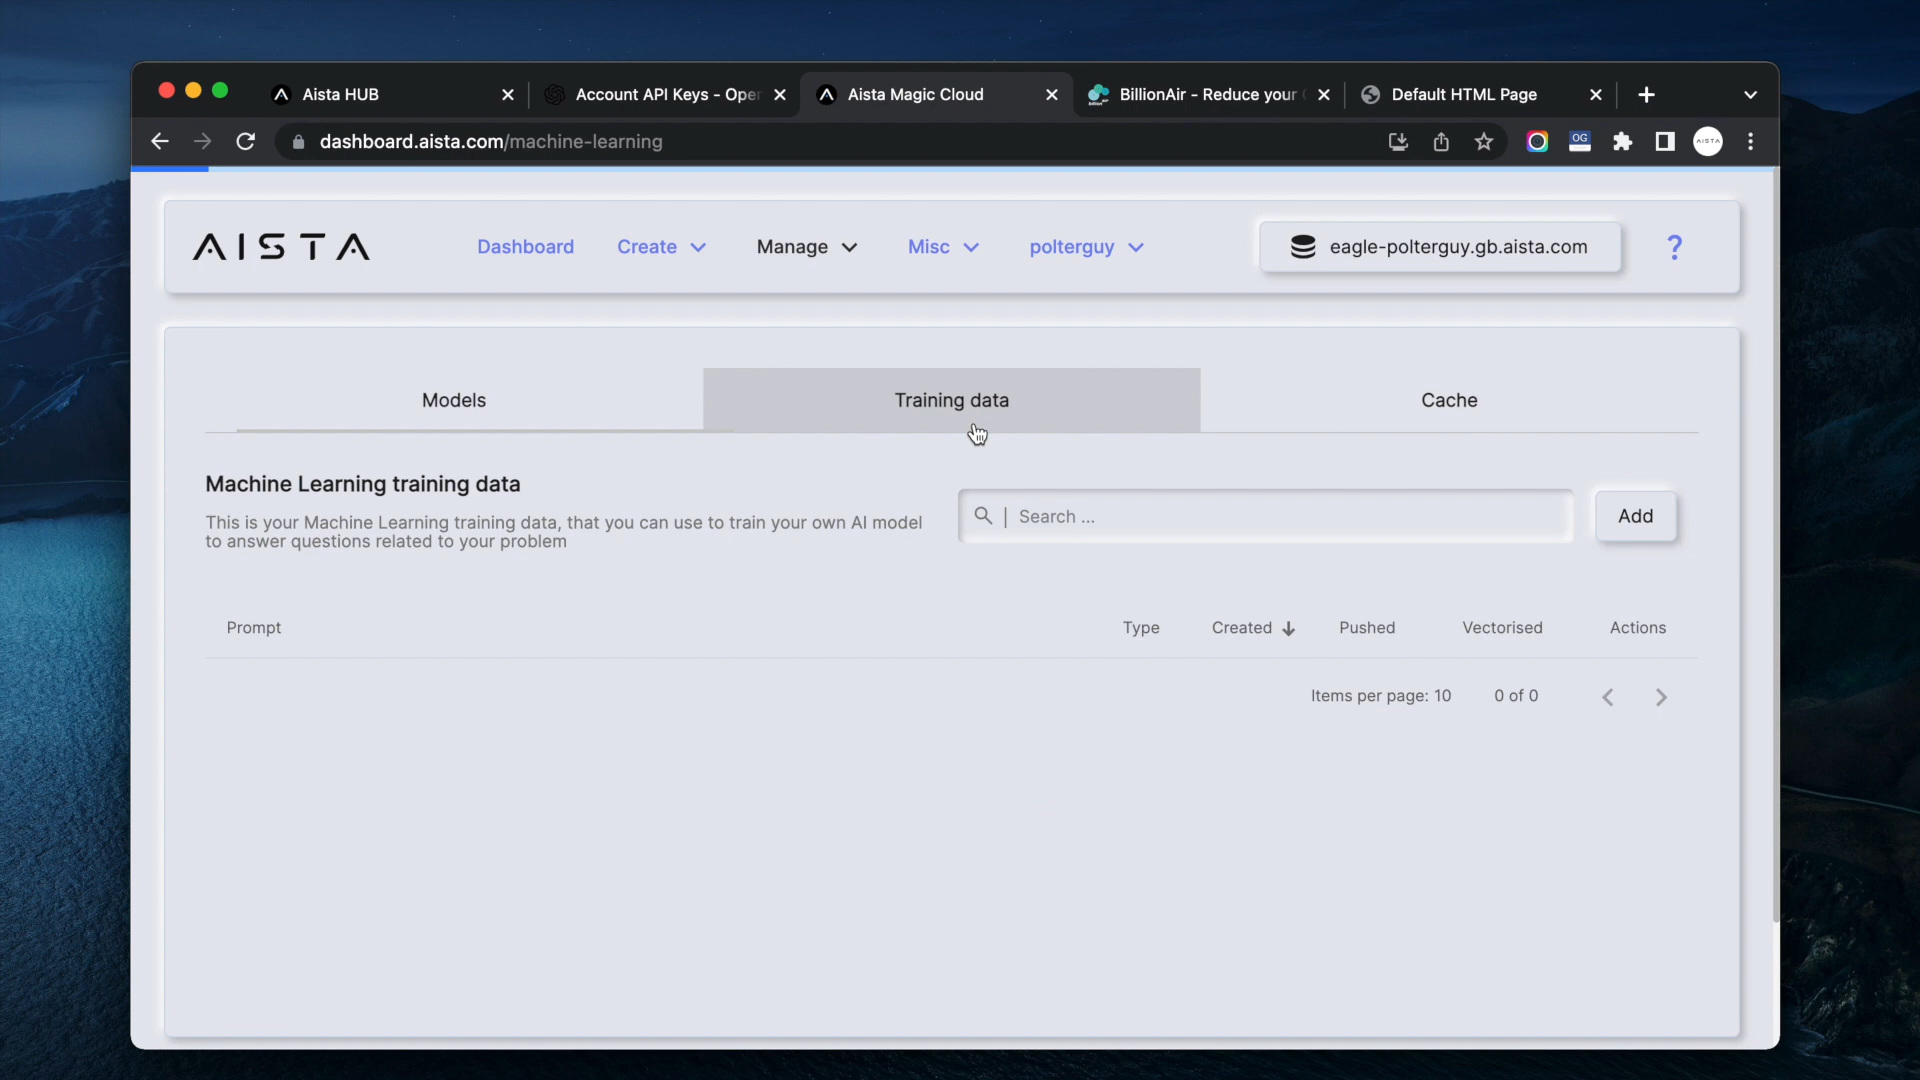 Aista HUB
Account API Keys - Oper
Aista Magic Cloud
BillionAir - Reduce your
Default HTML Page
dashboard.aista.com/machine-learning
OG
AISTA
AISTA
Dashboard
Create
Manage
Misc
polterguy
eagle-polterguy.gb.aista.com
?
Models
Training data
Cache
Machine Learning training data
This is your Machine Learning training data, that you can use to train your own AI model
to answer questions related to your problem
Search ...
Add
Prompt
Type
Created
Pushed
Vectorised
Actions
Items per page: 10
0 of 0